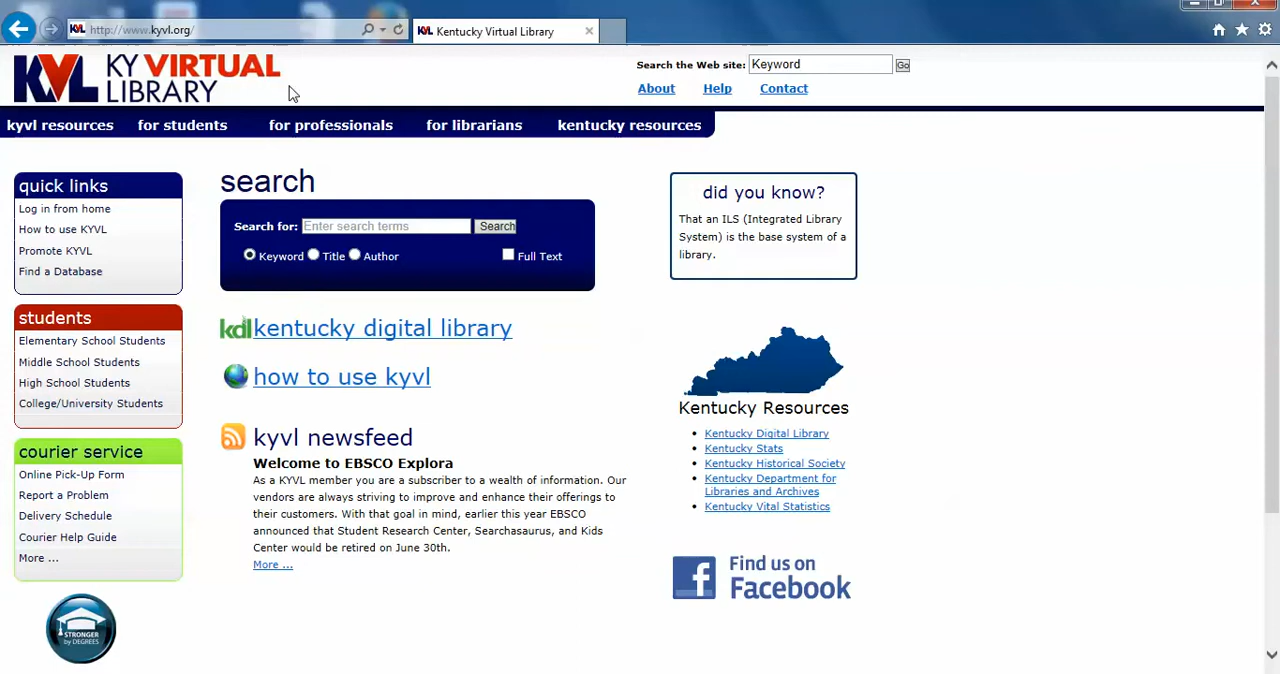 http://www.kyvl.org/
KVL Kentucky Virtual Library
KVL KY VIRTUAL
LIBRARY
Search the Web site: Keyword Go
About Help Contact
kyvl resources for students for professionals for librarians kentucky resources
quick links
Log in from home
How to use KYVL
Promote KYVL
Find a Database
students
Elementary School Students
Middle School Students
High School Students
College/University Students
courier service
Online Pick-Up Form
Report a Problem
Delivery Schedule
Courier Help Guide
More ...
STRONGER
by DEGREES
search
Search for: Enter search terms Search
Keyword Title Author Full Text
kdl kentucky digital library
how to use kyvl
kyvl newsfeed
Welcome to EBSCO Explora
As a KYVL member you are a subscriber to a wealth of information. Our
vendors are always striving to improve and enhance their offerings to
their customers. With that goal in mind, earlier this year EBSCO
announced that Student Research Center, Searchasaurus, and Kids
Center would be retired on June 30th.
More ...
did you know?
That an ILS (Integrated Library
System) is the base system of a
library.
Kentucky Resources
Kentucky Digital Library
Kentucky Stats
Kentucky Historical Society
Kentucky Department for
Libraries and Archives
Kentucky Vital Statistics
Find us on
Facebook